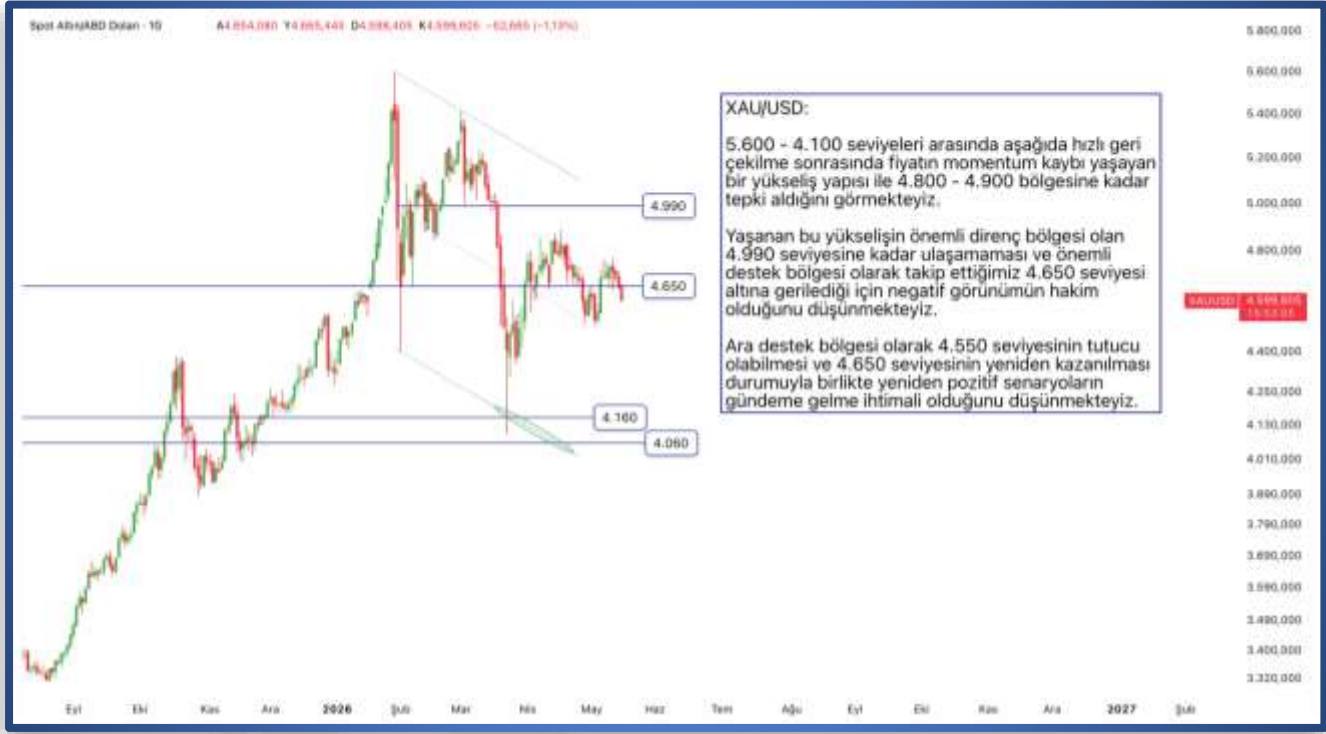 Spot Altın/ABD Doları · 1G
XAU/USD:
5.600 - 4.100 seviyeleri arasında aşağıda hızlı geri
çekilme sonrasında fiyatın momentum kaybı yaşayan
bir yükseliş yapısı ile 4.800 - 4.900 bölgesine kadar
tepki aldığını görmekteyiz.
Yaşanan bu yükselişin önemli direnç bölgesi olan
4.990 seviyesine kadar ulaşamaması ve önemli
destek bölgesi olarak takip ettiğimiz 4.650 seviyesi
altına gerilediği için negatif görünümün hakim
olduğunu düşünmekteyiz.
Ara destek bölgesi olarak 4.550 seviyesinin tutucu
olabilmesi ve 4.650 seviyesinin yeniden kazanılması
durumuyla birlikte yeniden pozitif senaryoların
gündeme gelme ihtimali olduğunu düşünmekteyiz.
4.990
4.650
4.160
4.060
5.800,000
5.600,000
5.400,000
5.200,000
5.000,000
4.800,000
XAUUSD
4.400,000
4.250,000
4.130,000
4.010,000
3.890,000
3.790,000
3.690,000
3.590,000
3.490,000
3.400,000
3.320,000
Eyl Eki Kas Ara 2026 Şub Mar Nis May Haz Tem Ağu Eyl Eki Kas Ara 2027 Şub